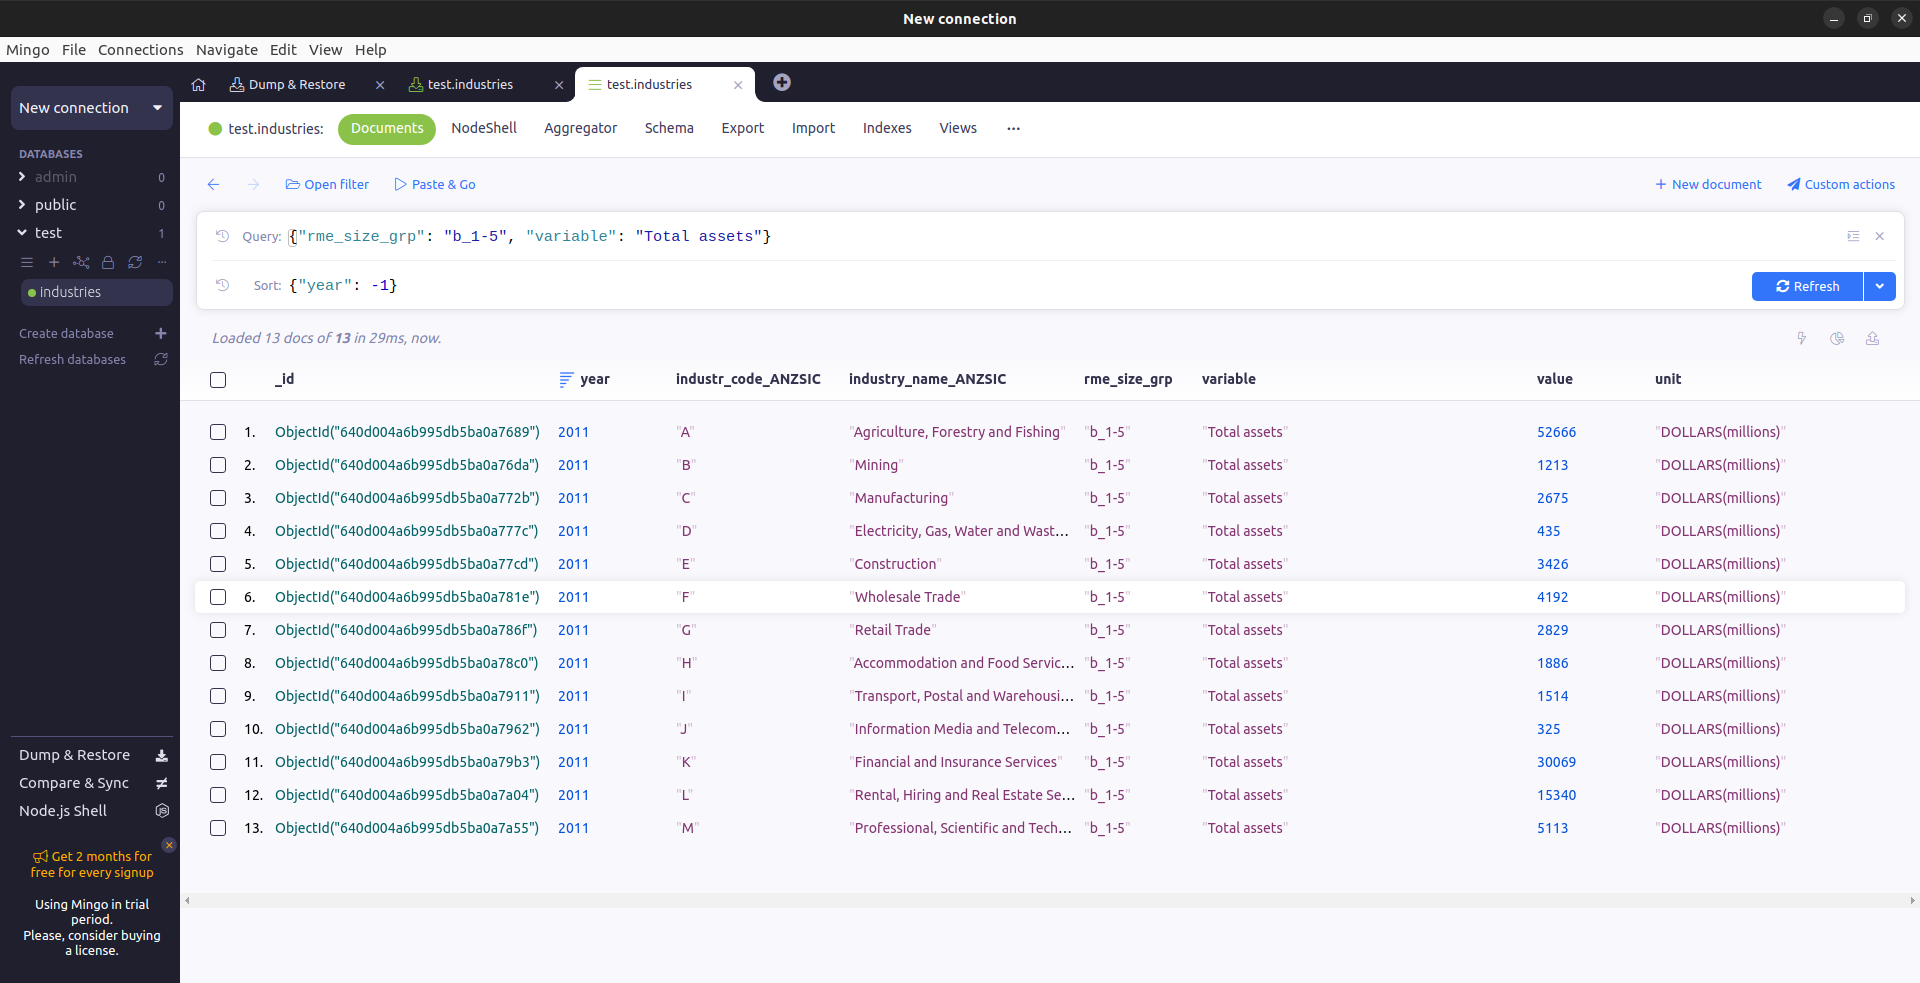 New connection
Mingo File Connections Navigate Edit View Help
Dump & Restore
test.industries
test.industries
New connection
DATABASES
admin 0
public 0
test 1
industries
Create database
Refresh databases
Dump & Restore
Compare & Sync
Node.js Shell
Get 2 months for
free for every signup
Using Mingo in trial
period.
Please, consider buying
a license.
test.industries: Documents NodeShell Aggregator Schema Export Import Indexes Views ...
Open filter Paste & Go New document Custom actions
Query: {"rme_size_grp": "b_1-5", "variable": "Total assets"}
Sort: {"year": -1}
Refresh
Loaded 13 docs of 13 in 29ms, now.
_id year industr_code_ANZSIC industry_name_ANZSIC rme_size_grp variable value unit
1. ObjectId("640d004a6b995db5ba0a7689") 2011 "A" "Agriculture, Forestry and Fishing" "b_1-5" "Total assets" 52666 "DOLLARS(millions)"
2. ObjectId("640d004a6b995db5ba0a76da") 2011 "B" "Mining" "b_1-5" "Total assets" 1213 "DOLLARS(millions)"
3. ObjectId("640d004a6b995db5ba0a772b") 2011 "C" "Manufacturing" "b_1-5" "Total assets" 2675 "DOLLARS(millions)"
4. ObjectId("640d004a6b995db5ba0a777c") 2011 "D" "Electricity, Gas, Water and Wast... "b_1-5" "Total assets" 435 "DOLLARS(millions)"
5. ObjectId("640d004a6b995db5ba0a77cd") 2011 "E" "Construction" "b_1-5" "Total assets" 3426 "DOLLARS(millions)"
6. ObjectId("640d004a6b995db5ba0a781e") 2011 "F" "Wholesale Trade" "b_1-5" "Total assets" 4192 "DOLLARS(millions)"
7. ObjectId("640d004a6b995db5ba0a786f") 2011 "G" "Retail Trade" "b_1-5" "Total assets" 2829 "DOLLARS(millions)"
8. ObjectId("640d004a6b995db5ba0a78c0") 2011 "H" "Accommodation and Food Servic... "b_1-5" "Total assets" 1886 "DOLLARS(millions)"
9. ObjectId("640d004a6b995db5ba0a7911") 2011 "I" "Transport, Postal and Warehousi... "b_1-5" "Total assets" 1514 "DOLLARS(millions)"
10. ObjectId("640d004a6b995db5ba0a7962") 2011 "J" "Information Media and Telecom... "b_1-5" "Total assets" 325 "DOLLARS(millions)"
11. ObjectId("640d004a6b995db5ba0a79b3") 2011 "K" "Financial and Insurance Services" "b_1-5" "Total assets" 30069 "DOLLARS(millions)"
12. ObjectId("640d004a6b995db5ba0a7a04") 2011 "L" "Rental, Hiring and Real Estate Se... "b_1-5" "Total assets" 15340 "DOLLARS(millions)"
13. ObjectId("640d004a6b995db5ba0a7a55") 2011 "M" "Professional, Scientific and Tech... "b_1-5" "Total assets" 5113 "DOLLARS(millions)"